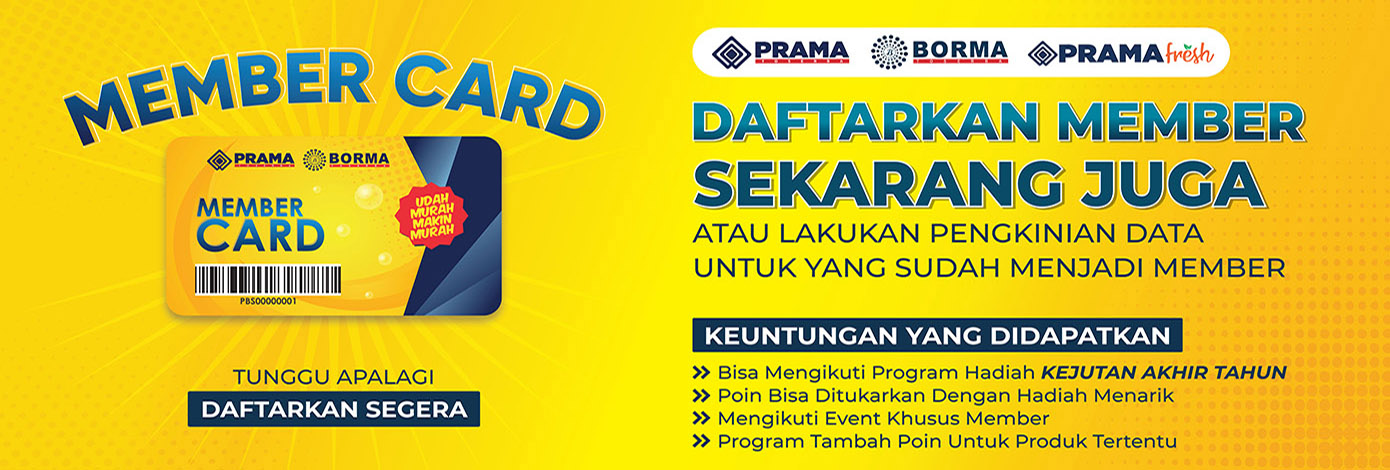 MEMBER CARD
PRAMA BORMA
MEMBER
CARD
UDAH
MURAH
MAKIN
MURAH
PBS00000001
TUNGGU APALAGI
DAFTARKAN SEGERA
PRAMA BORMA PRAMA fresh
DAFTARKAN MEMBER
SEKARANG JUGA
ATAU LAKUKAN PENGKINIAN DATA
UNTUK YANG SUDAH MENJADI MEMBER
KEUNTUNGAN YANG DIDAPATKAN
Bisa Mengikuti Program Hadiah KEJUTAN AKHIR TAHUN
Poin Bisa Ditukarkan Dengan Hadiah Menarik
Mengikuti Event Khusus Member
Program Tambah Poin Untuk Produk Tertentu